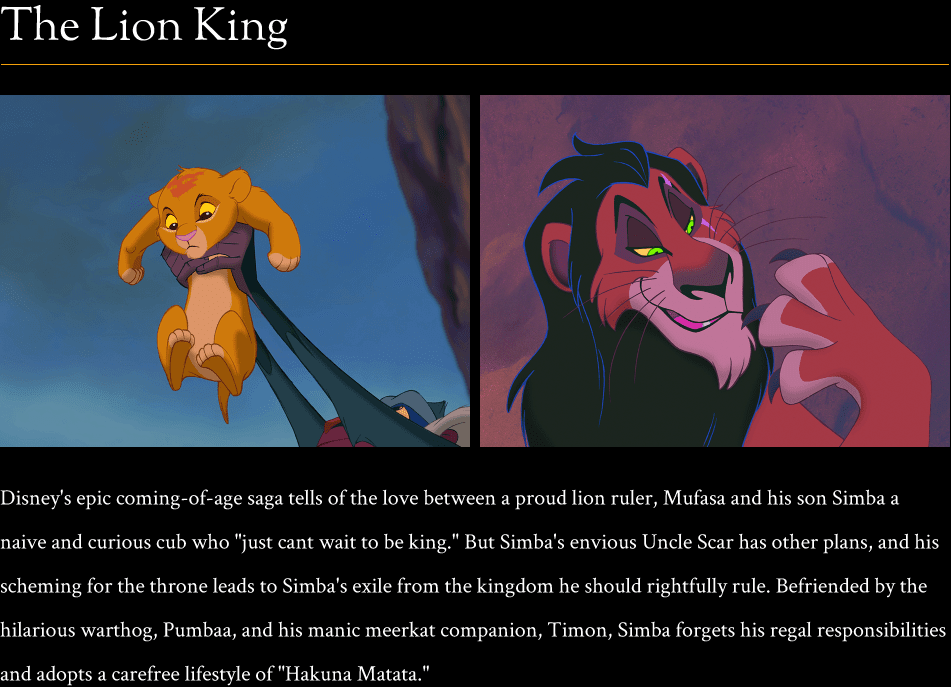 The Lion King
Disney's epic coming-of-age saga tells of the love between a proud lion ruler, Mufasa and his son Simba a
naive and curious cub who "just cant wait to be king." But Simba's envious Uncle Scar has other plans, and his
scheming for the throne leads to Simba's exile from the kingdom he should rightfully rule. Befriended by the
hilarious warthog, Pumbaa, and his manic meerkat companion, Timon, Simba forgets his regal responsibilities
and adopts a carefree lifestyle of "Hakuna Matata."